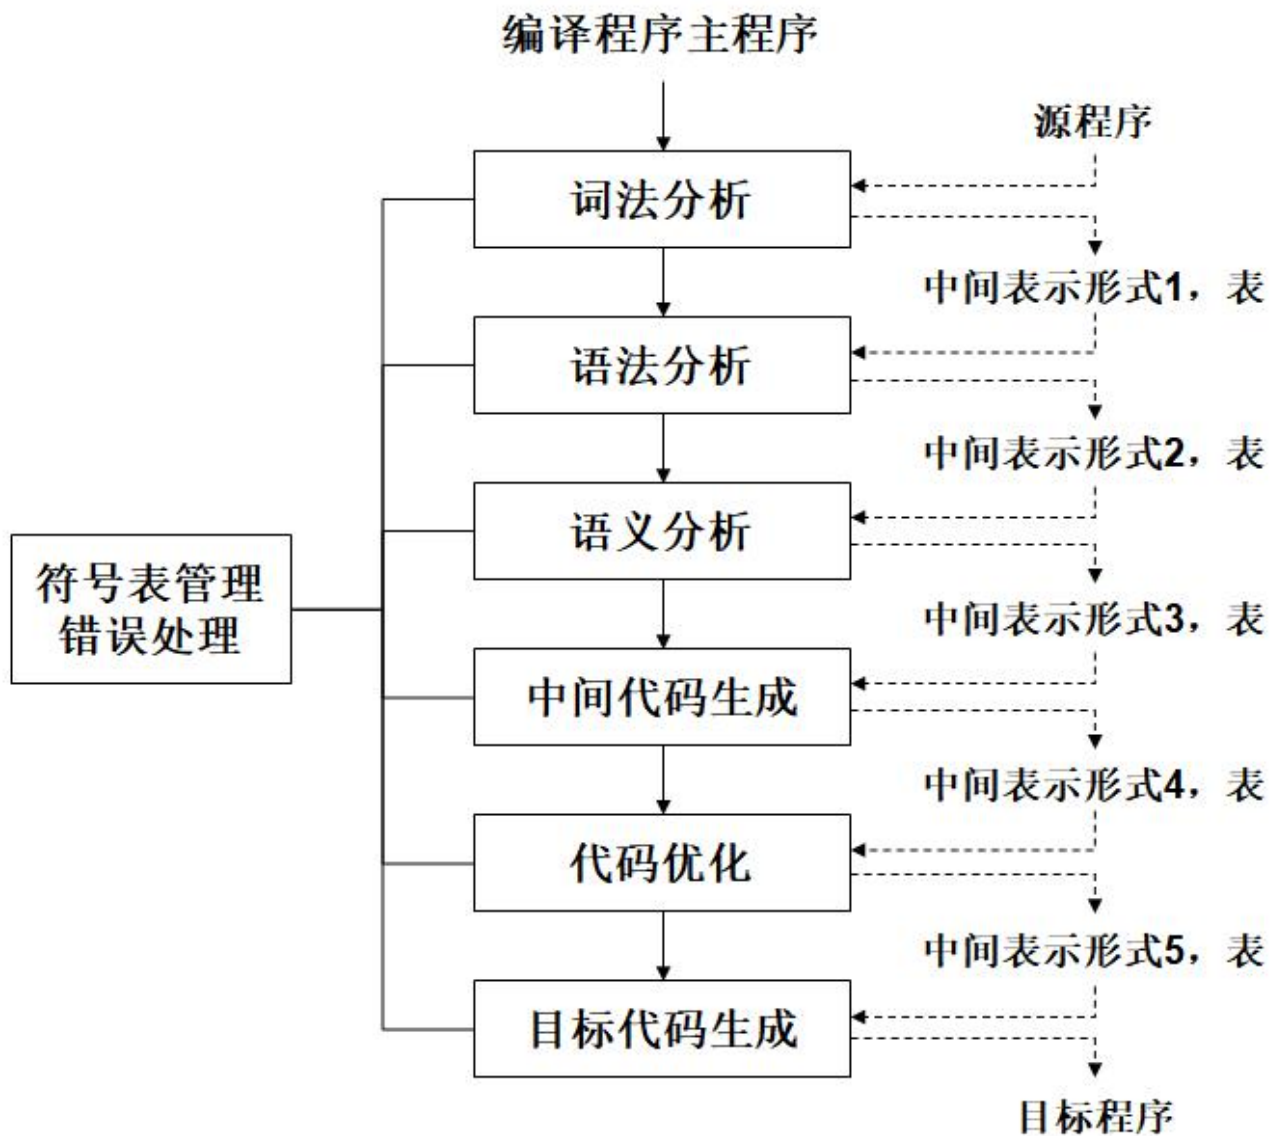 编译程序主程序
源程序
词法分析
中间表示形式1，表
语法分析
中间表示形式2，表
语义分析
符号表管理
错误处理
中间表示形式3，表
中间代码生成
中间表示形式4，表
代码优化
中间表示形式5，表
目标代码生成
目标程序